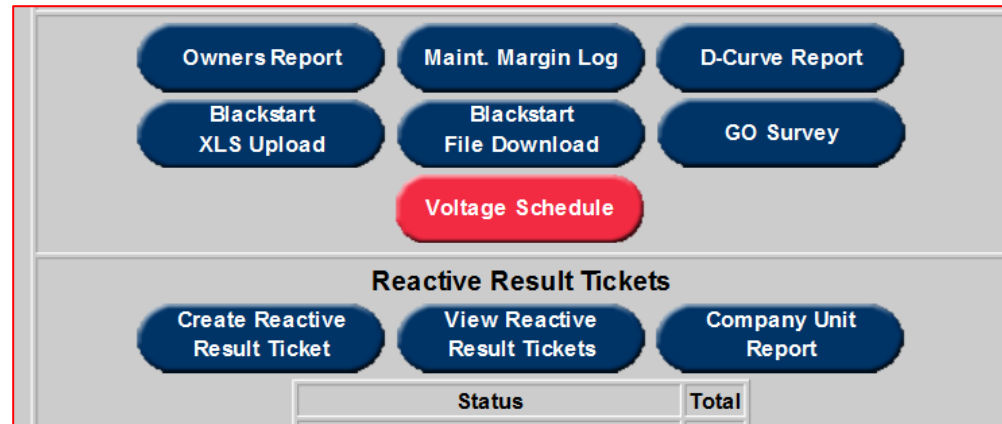 Owners Report
Maint. Margin Log
D-Curve Report
Blackstart
XLS Upload
Blackstart
File Download
GO Survey
Voltage Schedule
Reactive Result Tickets
Create Reactive
Result Ticket
View Reactive
Result Tickets
Company Unit
Report
Status
Total